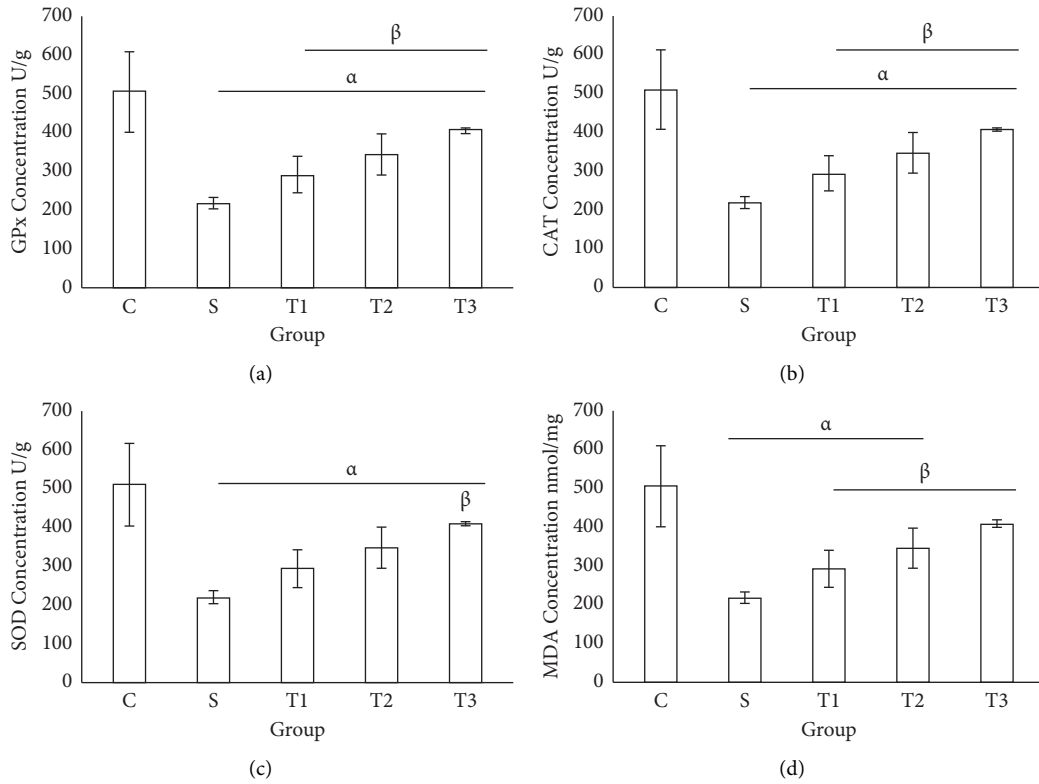 GPx Concentration U/g
700
600
500
400
300
200
100
0
β
α
C S T1 T2 T3
Group
(a)
CAT Concentration U/g
700
600
500
400
300
200
100
0
β
α
C S T1 T2 T3
Group
(b)
SOD Concentration U/g
700
600
500
400
300
200
100
0
α
β
C S T1 T2 T3
Group
(c)
MDA Concentration nmol/mg
700
600
500
400
300
200
100
0
α
β
C S T1 T2 T3
Group
(d)